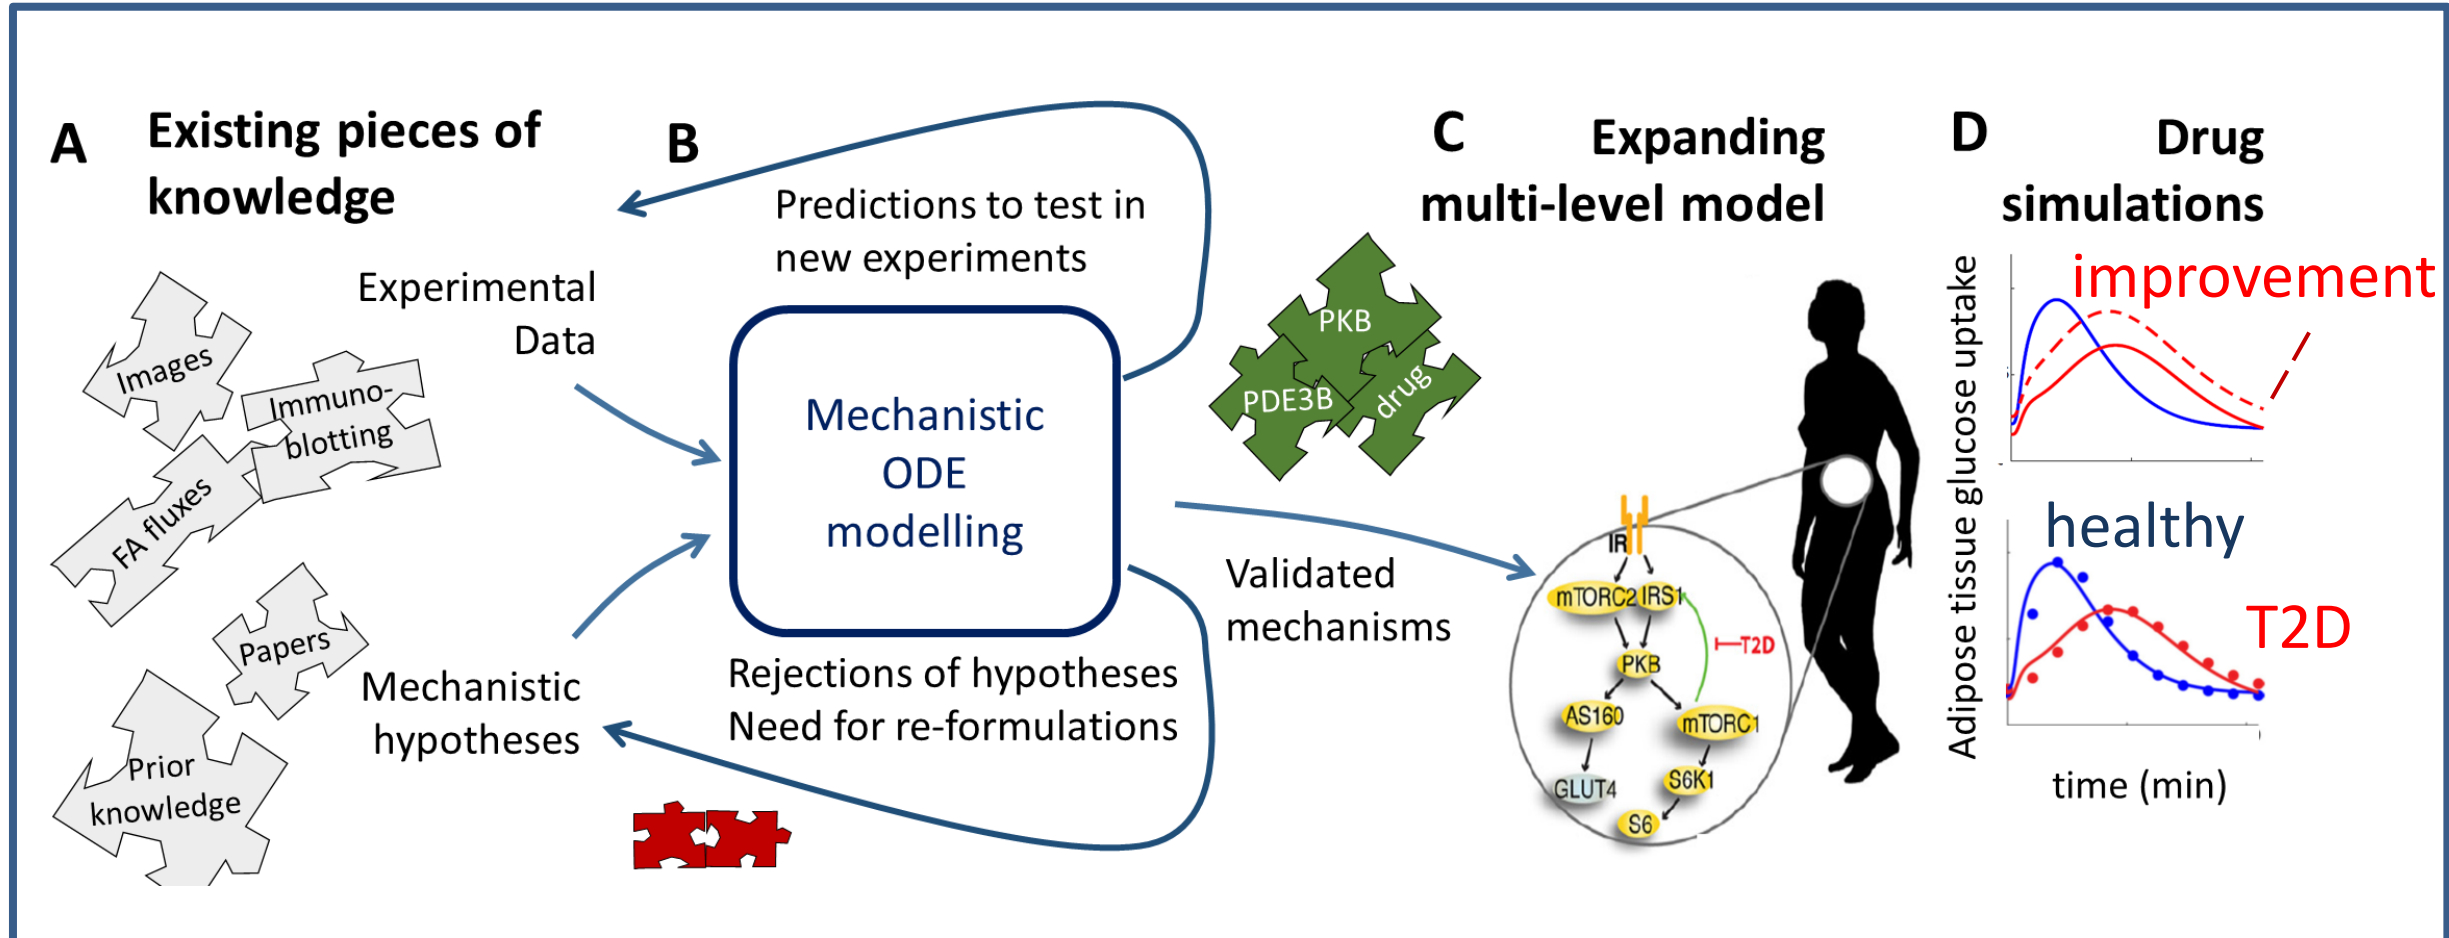 A
Existing pieces of
knowledge
Images
Immuno-
blotting
FA fluxes
Papers
Prior
knowledge
Experimental
Data
Mechanistic
hypotheses
B
Predictions to test in
new experiments
Mechanistic
ODE
modelling
Rejections of hypotheses
Need for re-formulations
C
Expanding
multi-level model
PKB
PDE3B
drug
Validated
mechanisms
IR
mTORC2
IRS1
T2D
PKB
AS160
mTORC1
GLUT4
S6K1
S6
D
Drug
simulations
improvement
healthy
T2D
Adipose tissue glucose uptake
time (min)